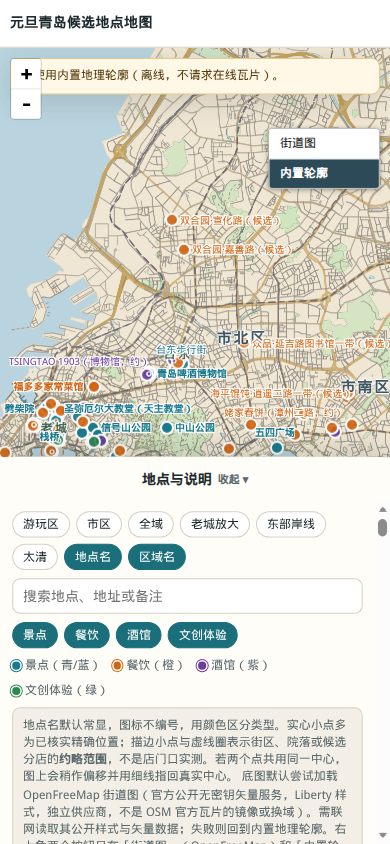 元旦青岛候选地点地图
使用内置地理轮廓（离线，不请求在线瓦片）。
+
-
街道图
内置轮廓
双合园·宣化路（候选）
双合园·嘉善路（候选）
市北区
众品·延吉路图书馆一带（候选）
台东步行街
TSINGTAO 1903（博物馆，约）
青岛啤酒博物馆
福多多家常菜馆
市南区
海平馄饨·逍遥二路一带（候选）
劈柴院
圣弥厄尔大教堂（天主教堂）
姥家春饼（漳州二路，约）
老城
信号山公园
中山公园
栈桥
五四广场
地点与说明 收起 ▾
游玩区
市区
全域
老城放大
东部岸线
太清
地点名
区域名
搜索地点、地址或备注
景点
餐饮
酒馆
文创体验
景点（青/蓝）
餐饮（橙）
酒馆（紫）
文创体验（绿）
地点名默认常显，图标不编号，用颜色区分类型。实心小点多
为已核实精确位置；描边小点与虚线圈表示街区、院落或候选
分店的约略范围，不是店门口实测。若两个点共用同一中心，
图上会稍作偏移并用细线指回真实中心。 底图默认尝试加载
OpenFreeMap 街道图（官方公开无密钥矢量服务，Liberty 样
式，独立供应商，不是 OSM 官方瓦片的镜像或换域）。需联
网读取其公开样式与矢量数据；失败则回到内置地理轮廓。右